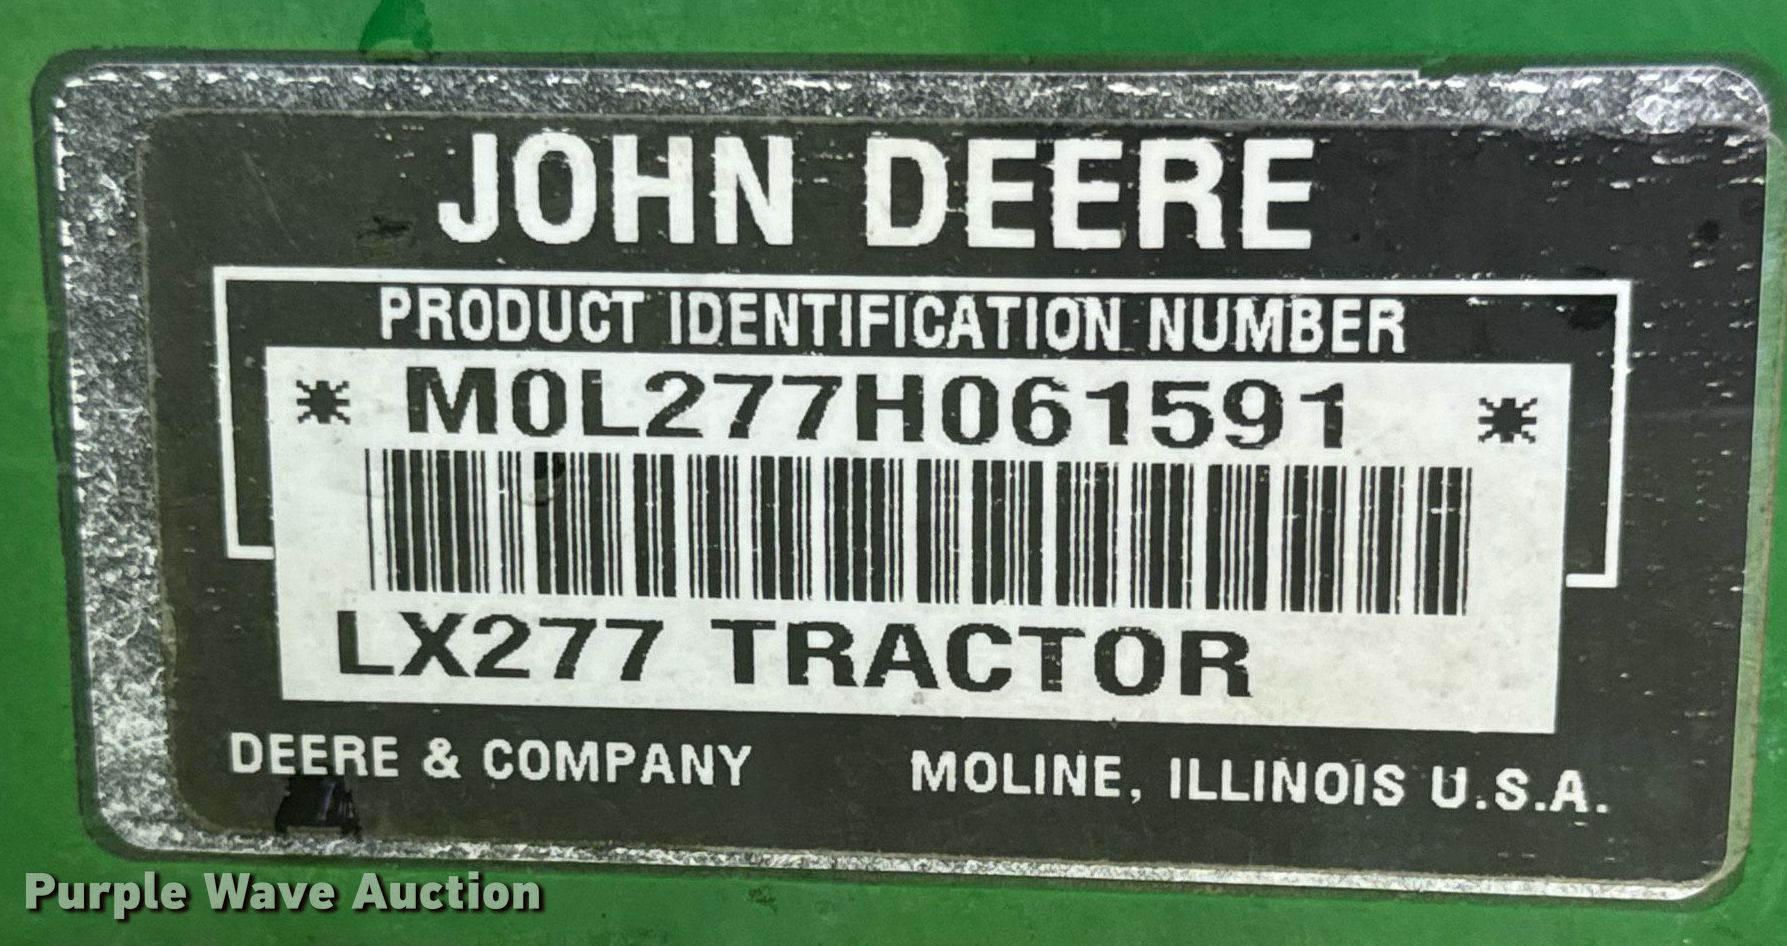 JOHN DEERE
PRODUCT IDENTIFICATION NUMBER
* M0L277H061591 *
LX277 TRACTOR
DEERE & COMPANY MOLINE, ILLINOIS U.S.A.
Purple Wave Auction